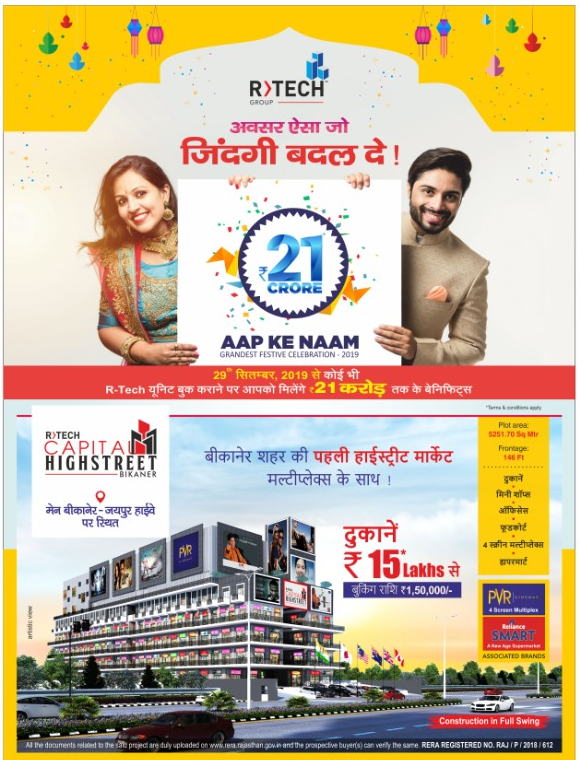 R>TECH
GROUP
अवसर ऐसा जो
जिंदगी बदल दे !
₹21
CRORE
AAP KE NAAM
GRANDEST FESTIVE CELEBRATION - 2019
29th सितम्बर, 2019 से कोई भी
R-Tech यूनिट बुक कराने पर आपको मिलेंगे ₹21 करोड़ तक के बेनिफिट्स
*Terms & conditions apply
R>TECH
CAPITAL
HIGHSTREET
BIKANER
मेन बीकानेर - जयपुर हाईवे
पर स्थित
बीकानेर शहर की पहली हाईस्ट्रीट मार्केट
मल्टीप्लेक्स के साथ !
दुकानें
₹ 15* Lakhs से
बुकिंग राशि ₹1,50,000/-
Plot area:
5251.70 Sq Mtr
Frontage:
146 Ft
दुकानें
मिनी शॉप्स
ऑफिसेस
फूडकोर्ट
4 स्क्रीन मल्टीप्लेक्स
हायपरमार्ट
PVR CINEMAS
4 Screen Multiplex
Reliance
SMART
A New Age Supermarket
ASSOCIATED BRANDS
PVR
CAPITAL
HIGHSTREET
artistic view
Construction in Full Swing
All the documents related to the said project are duly uploaded on www.rera.rajasthan.gov.in and the prospective buyer(s) can verify the same. RERA REGISTERED NO. RAJ / P / 2018 / 612